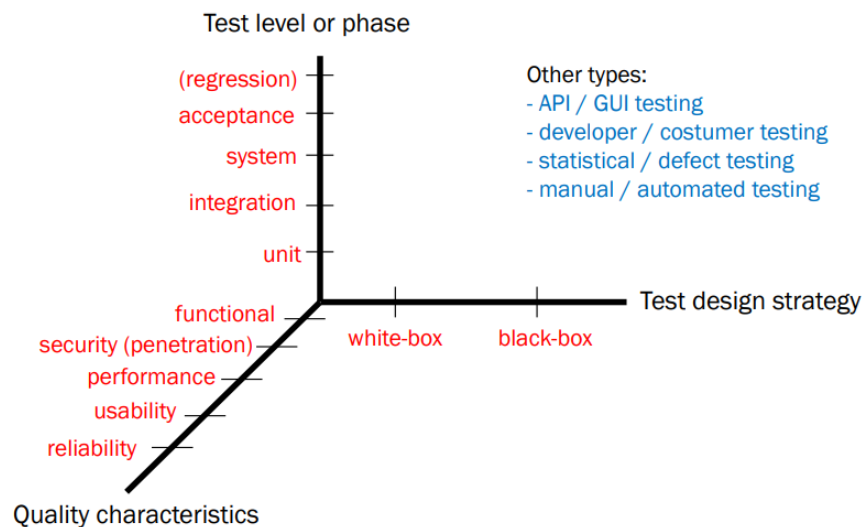 Test level or phase
(regression)
acceptance
system
integration
unit
Other types:
- API / GUI testing
- developer / costumer testing
- statistical / defect testing
- manual / automated testing
Test design strategy
white-box
black-box
functional
security (penetration)
performance
usability
reliability
Quality characteristics